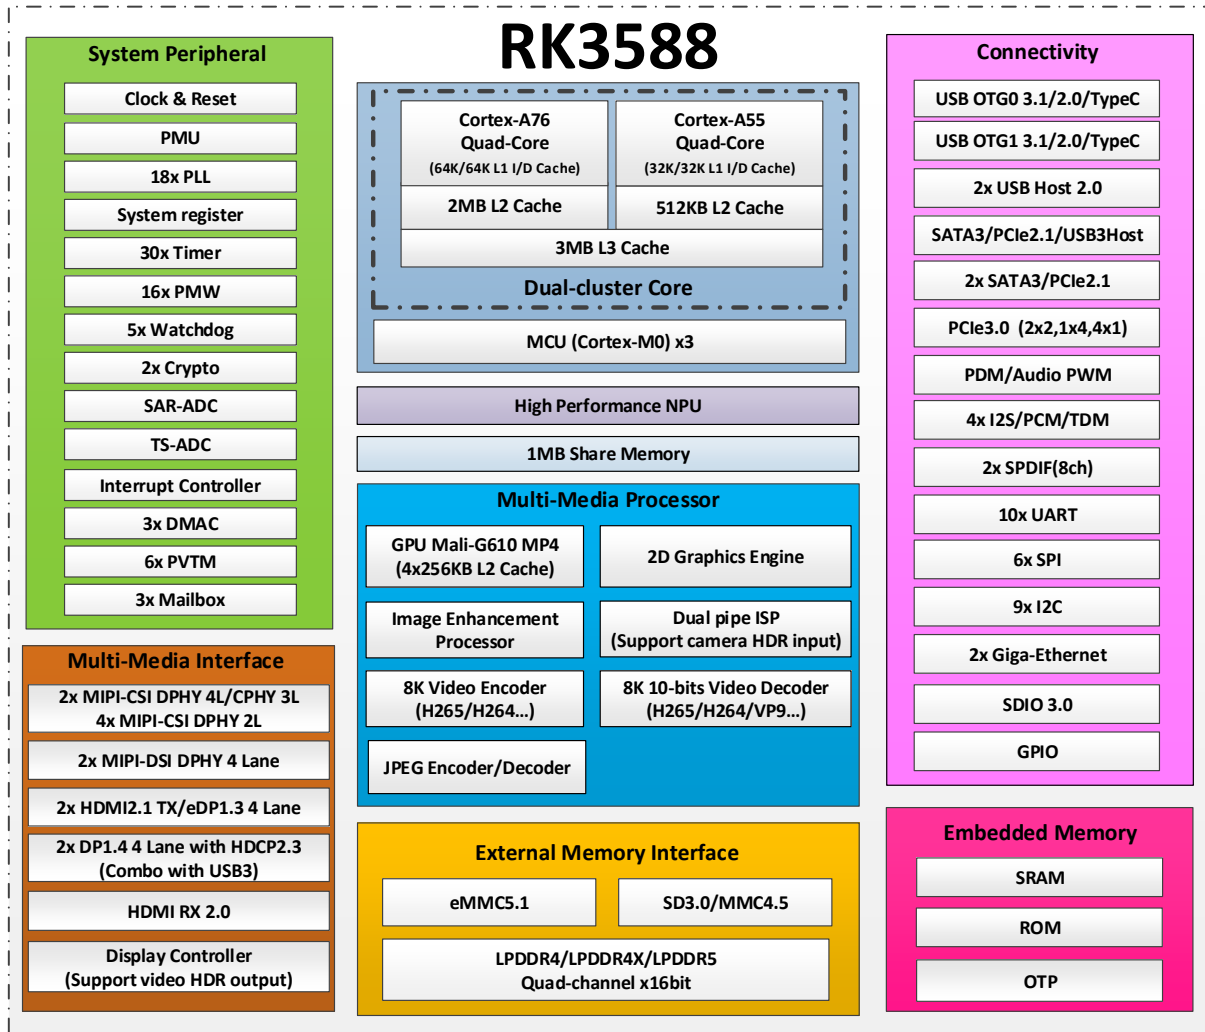 RK3588
System Peripheral
Clock & Reset
PMU
18x PLL
System register
30x Timer
16x PMW
5x Watchdog
2x Crypto
SAR-ADC
TS-ADC
Interrupt Controller
3x DMAC
6x PVTM
3x Mailbox
Multi-Media Interface
2x MIPI-CSI DPHY 4L/CPHY 3L
4x MIPI-CSI DPHY 2L
2x MIPI-DSI DPHY 4 Lane
2x HDMI2.1 TX/eDP1.3 4 Lane
2x DP1.4 4 Lane with HDCP2.3
(Combo with USB3)
HDMI RX 2.0
Display Controller
(Support video HDR output)
Cortex-A76
Quad-Core
(64K/64K L1 I/D Cache)
2MB L2 Cache
Cortex-A55
Quad-Core
(32K/32K L1 I/D Cache)
512KB L2 Cache
3MB L3 Cache
Dual-cluster Core
MCU (Cortex-M0) x3
High Performance NPU
1MB Share Memory
Multi-Media Processor
GPU Mali-G610 MP4
(4x256KB L2 Cache)
2D Graphics Engine
Image Enhancement
Processor
Dual pipe ISP
(Support camera HDR input)
8K Video Encoder
(H265/H264...)
8K 10-bits Video Decoder
(H265/H264/VP9...)
JPEG Encoder/Decoder
External Memory Interface
eMMC5.1
SD3.0/MMC4.5
LPDDR4/LPDDR4X/LPDDR5
Quad-channel x16bit
Connectivity
USB OTG0 3.1/2.0/TypeC
USB OTG1 3.1/2.0/TypeC
2x USB Host 2.0
SATA3/PCIe2.1/USB3Host
2x SATA3/PCIe2.1
PCIe3.0 (2x2,1x4,4x1)
PDM/Audio PWM
4x I2S/PCM/TDM
2x SPDIF(8ch)
10x UART
6x SPI
9x I2C
2x Giga-Ethernet
SDIO 3.0
GPIO
Embedded Memory
SRAM
ROM
OTP